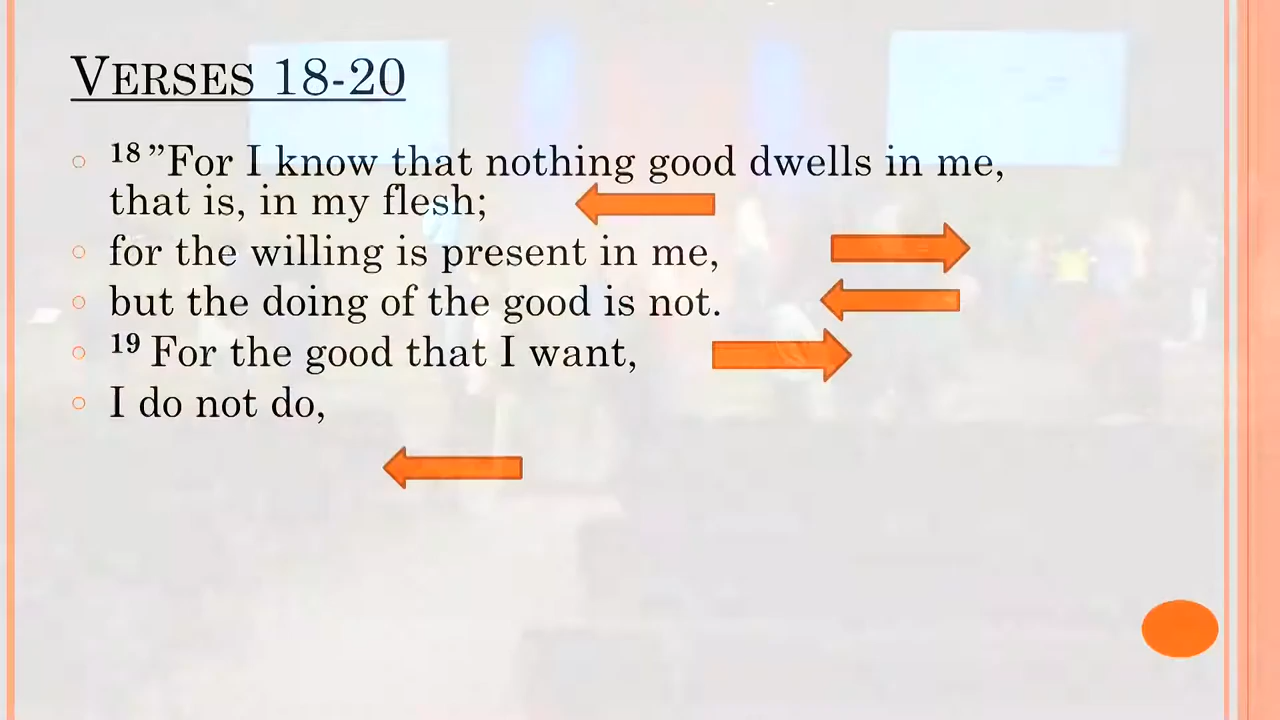 VERSES 18-20
18 ”For I know that nothing good dwells in me,
that is, in my flesh;
for the willing is present in me,
but the doing of the good is not.
19 For the good that I want,
I do not do,